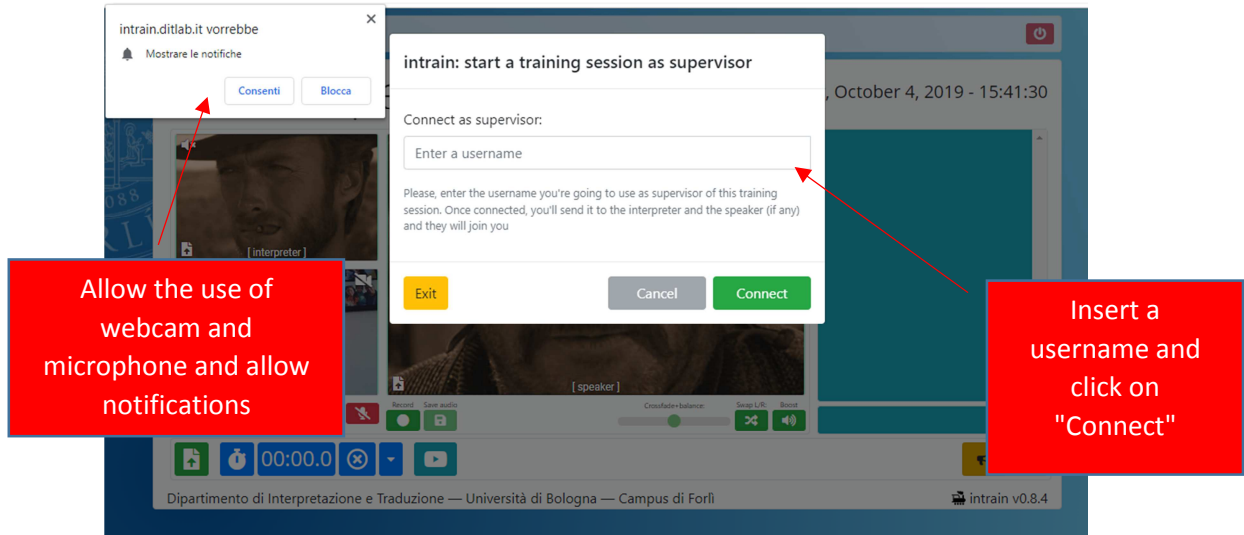 intrain.ditlab.it vorrebbe
Mostrare le notifiche
Consenti Blocca
, October 4, 2019 - 15:41:30
intrain: start a training session as supervisor
Connect as supervisor:
Enter a username
Please, enter the username you're going to use as supervisor of this training
session. Once connected, you'll send it to the interpreter and the speaker (if any)
and they will join you
Exit Cancel Connect
088
[ interpreter ]
Allow the use of
webcam and
microphone and allow
notifications
Insert a
username and
click on
"Connect"
[ speaker ]
Record Save audio Crossfade+balance: Swap L/R: Boost
00:00.0
Dipartimento di Interpretazione e Traduzione — Università di Bologna — Campus di Forlì
intrain v0.8.4